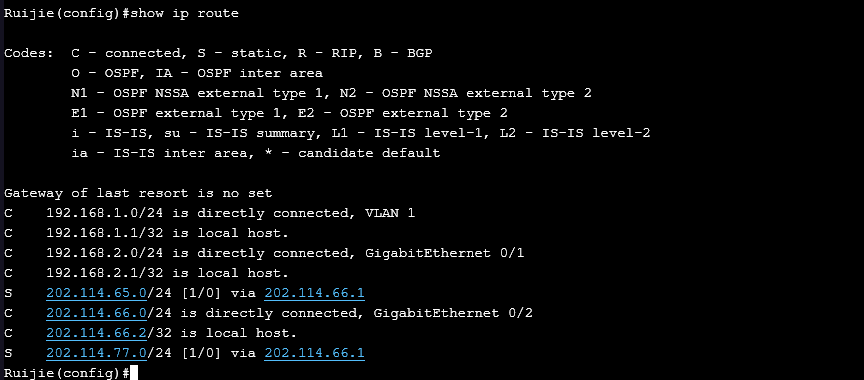 Ruijie(config)#show ip route
Codes:  C - connected, S - static, R - RIP, B - BGP
        O - OSPF, IA - OSPF inter area
        N1 - OSPF NSSA external type 1, N2 - OSPF NSSA external type 2
        E1 - OSPF external type 1, E2 - OSPF external type 2
        i - IS-IS, su - IS-IS summary, L1 - IS-IS level-1, L2 - IS-IS level-2
        ia - IS-IS inter area, * - candidate default
Gateway of last resort is no set
C    192.168.1.0/24 is directly connected, VLAN 1
C    192.168.1.1/32 is local host.
C    192.168.2.0/24 is directly connected, GigabitEthernet 0/1
C    192.168.2.1/32 is local host.
S    202.114.65.0/24 [1/0] via 202.114.66.1
C    202.114.66.0/24 is directly connected, GigabitEthernet 0/2
C    202.114.66.2/32 is local host.
S    202.114.77.0/24 [1/0] via 202.114.66.1
Ruijie(config)#